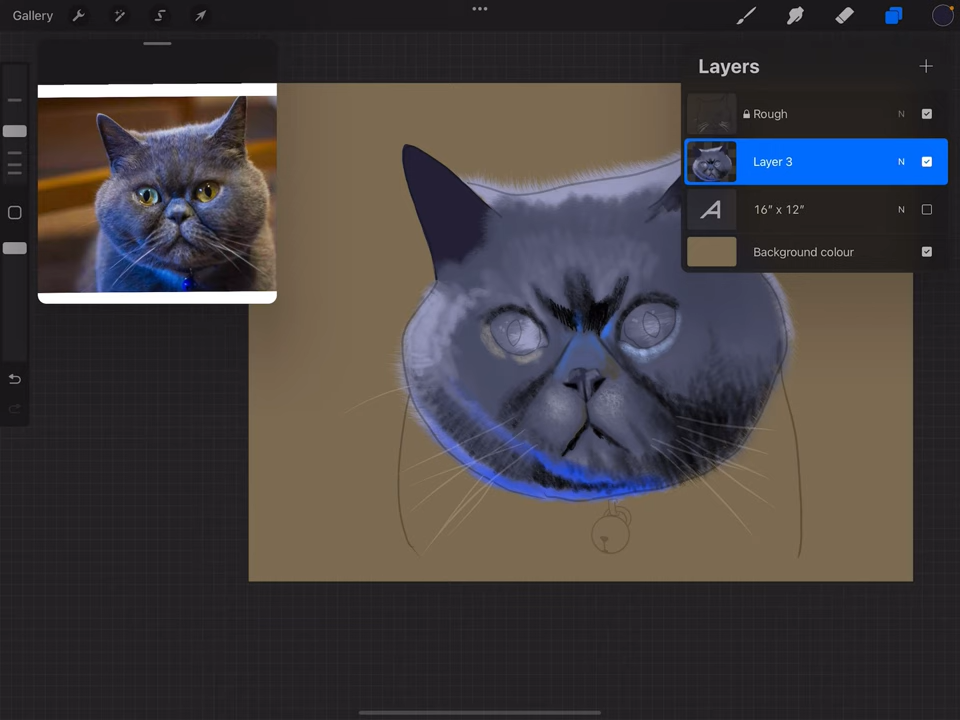 Gallery
Layers
Rough N
Layer 3 N
16” x 12” N
Background colour